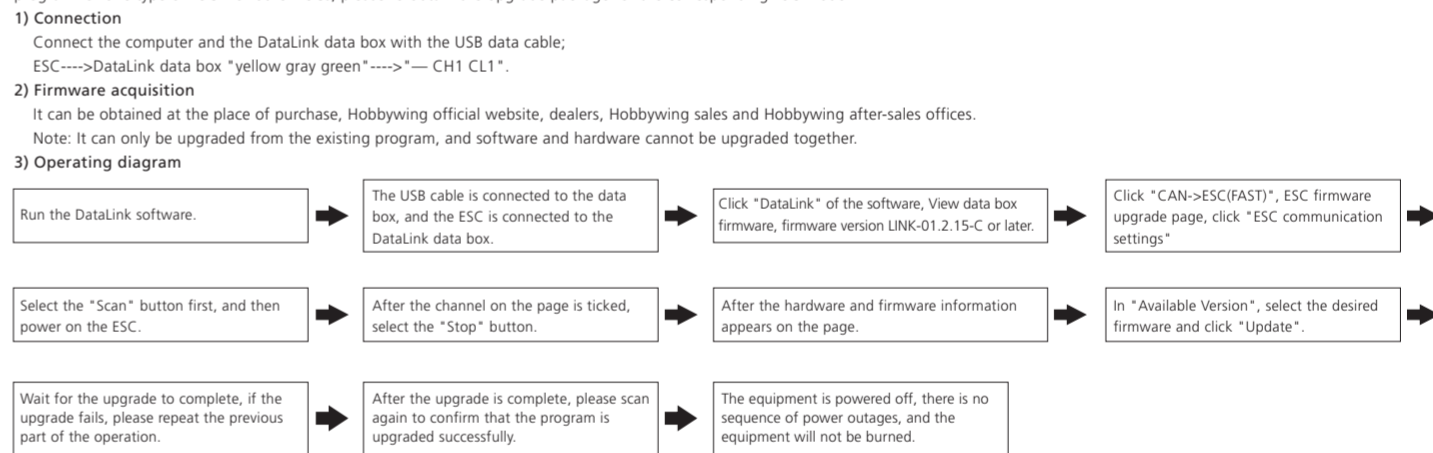 1) Connection
Connect the computer and the DataLink data box with the USB data cable;
ESC---->DataLink data box "yellow gray green"---->"— CH1 CL1".
2) Firmware acquisition
It can be obtained at the place of purchase, Hobbywing official website, dealers, Hobbywing sales and Hobbywing after-sales offices.
Note: It can only be upgraded from the existing program, and software and hardware cannot be upgraded together.
3) Operating diagram
Run the DataLink software.
The USB cable is connected to the data
box, and the ESC is connected to the
DataLink data box.
Click "DataLink" of the software, View data box
firmware, firmware version LINK-01.2.15-C or later.
Click "CAN->ESC(FAST)", ESC firmware
upgrade page, click "ESC communication
settings"
Select the "Scan" button first, and then
power on the ESC.
After the channel on the page is ticked,
select the "Stop" button.
After the hardware and firmware information
appears on the page.
In "Available Version", select the desired
firmware and click "Update".
Wait for the upgrade to complete, if the
upgrade fails, please repeat the previous
part of the operation.
After the upgrade is complete, please scan
again to confirm that the program is
upgraded successfully.
The equipment is powered off, there is no
sequence of power outages, and the
equipment will not be burned.